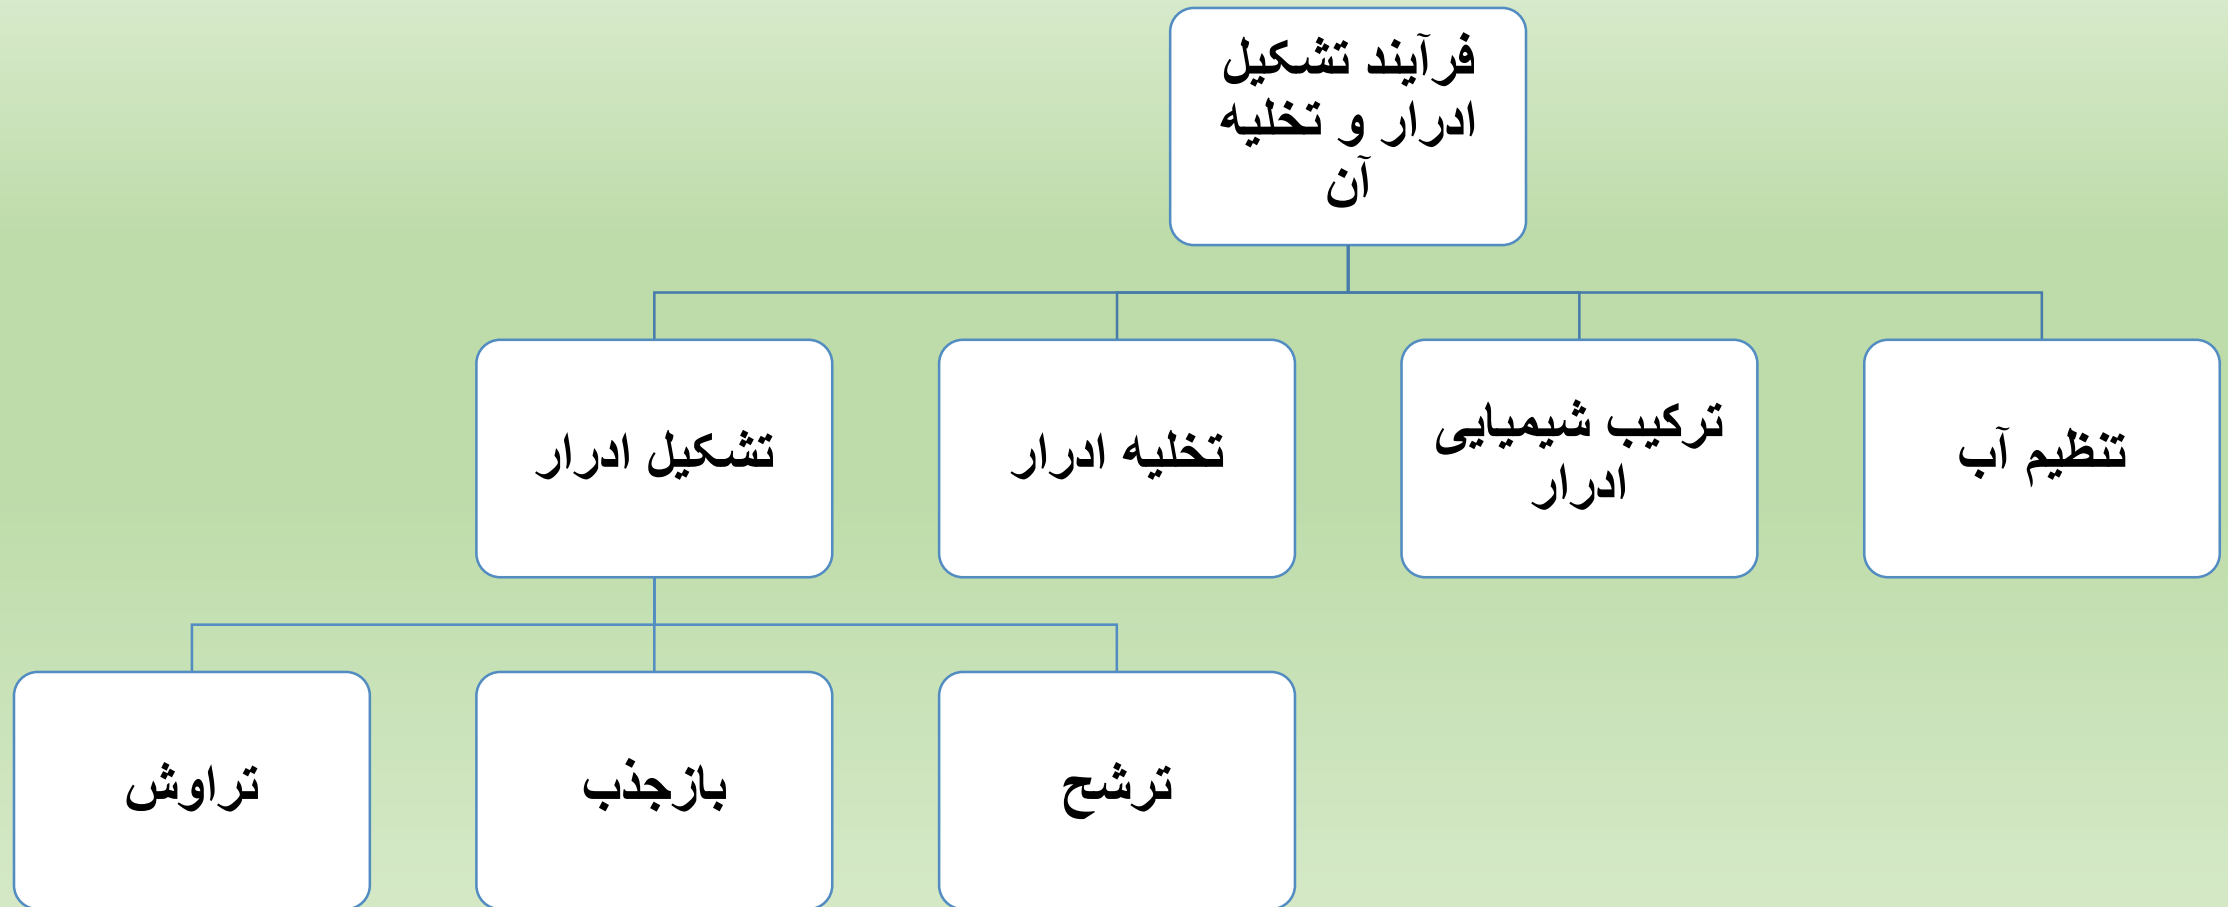 فرآیند تشکیل
ادرار و تخلیه
آن
تنظیم آب
ترکیب شیمیایی
ادرار
تخلیه ادرار
تشکیل ادرار
ترشح
بازجذب
تراوش